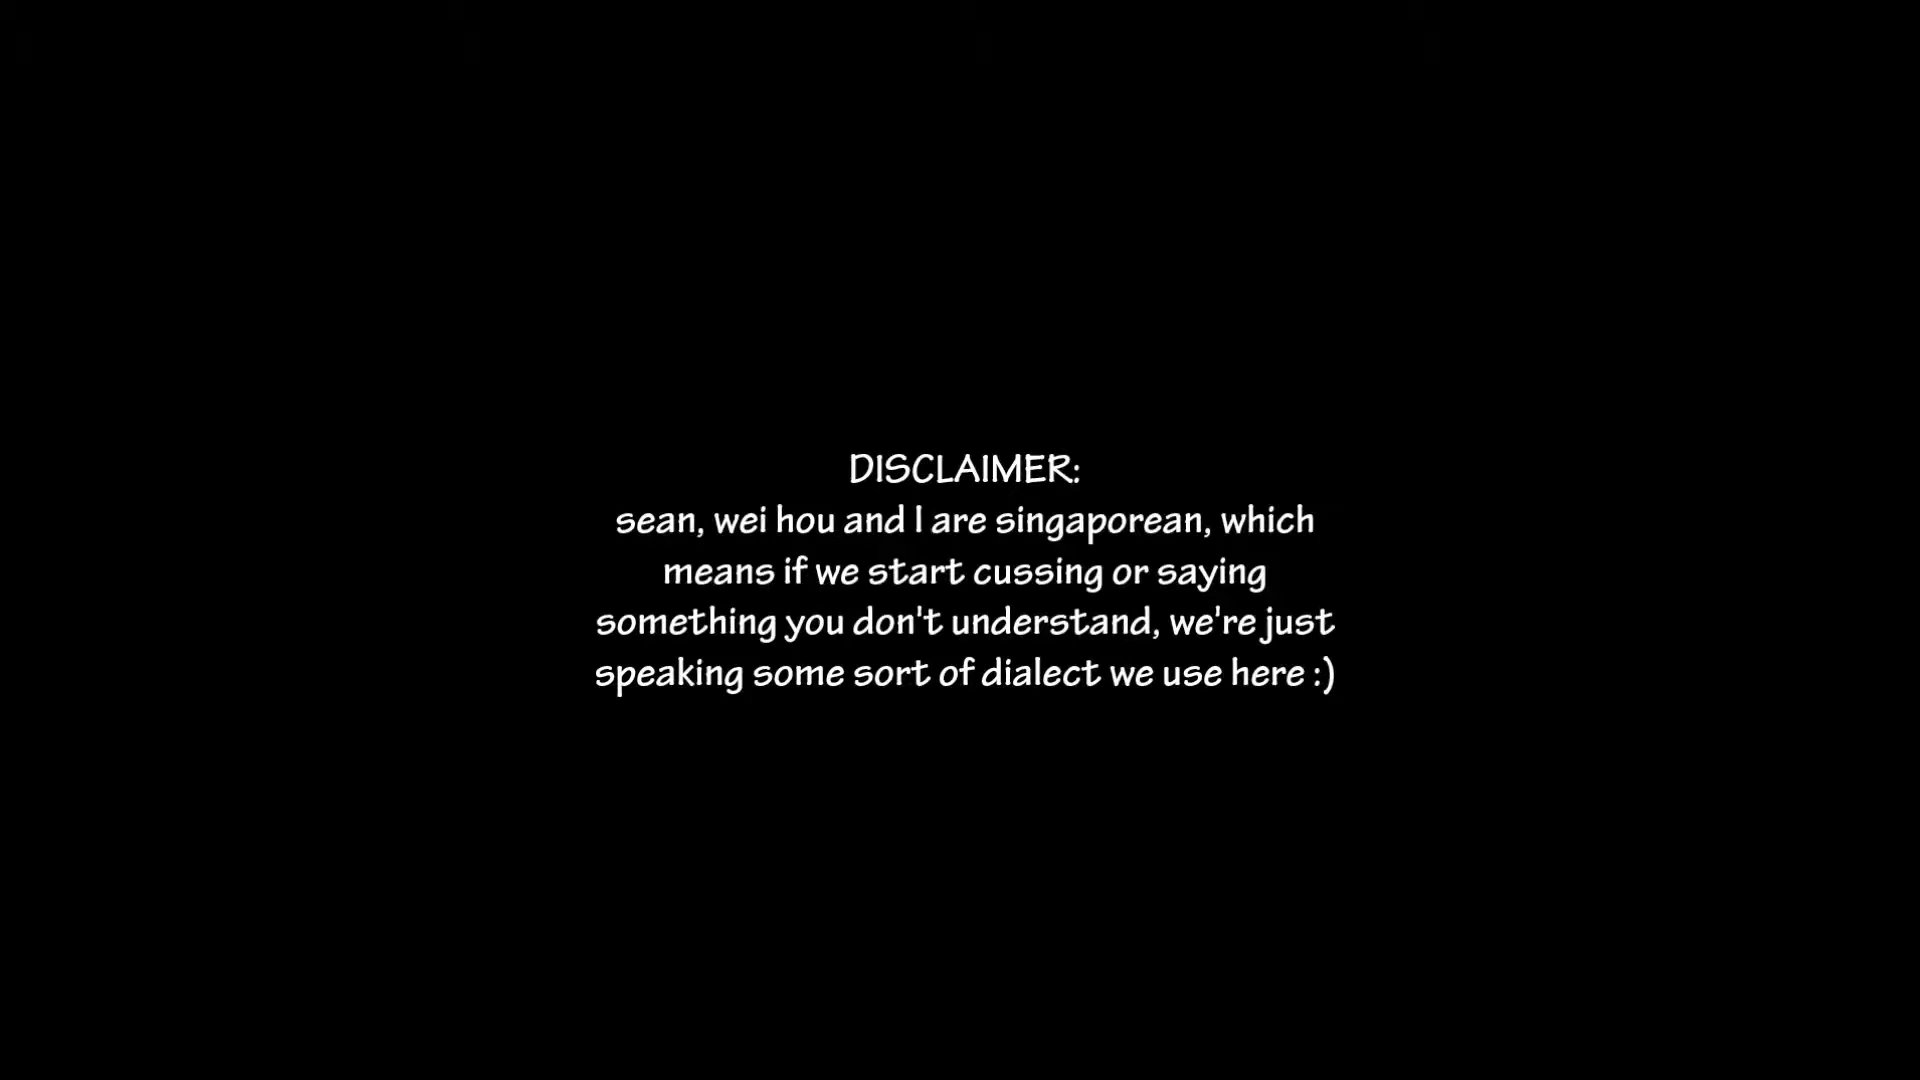 DISCLAIMER:
sean, wei hou and I are singaporean, which
means if we start cussing or saying
something you don't understand, we're just
speaking some sort of dialect we use here :)